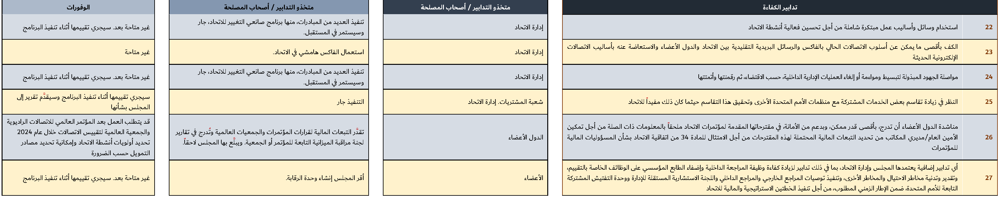 تدابير الكفاءة
متخذو التدابير / أصحاب المصلحة
متخذو التدابير / أصحاب المصلحة
الوفورات
22
استخدام وسائل وأساليب عمل مبتكرة شاملة من أجل تحسين فعالية أنشطة الاتحاد
إدارة الاتحاد
تنفيذ العديد من المبادرات، منها برنامج صانعي التغيير للاتحاد، جار
وسيستمر في المستقبل.
غير متاحة بعد. سيجري تقييمها أثناء تنفيذ البرنامج
23
الكف بأقصى ما يمكن عن أسلوب الاتصالات الحالي بالفاكس والرسائل البريدية التقليدية بين الاتحاد والدول الأعضاء والاستعاضة عنه بأساليب الاتصالات
الإلكترونية الحديثة
إدارة الاتحاد
استعمال الفاكس هامشي في الاتحاد.
غير متاحة
24
مواصلة الجهود المبذولة لتبسيط ومواءمة أو إلغاء العمليات الإدارية الداخلية، حسب الاقتضاء، ثم رقمنتها وأتمتتها
إدارة الاتحاد
تنفيذ العديد من المبادرات، منها برنامج صانعي التغيير للاتحاد، جار
وسيستمر في المستقبل.
غير متاحة بعد. سيجري تقييمها أثناء تنفيذ البرنامج
25
النظر في زيادة تقاسم بعض الخدمات المشتركة مع منظمات الأمم المتحدة الأخرى وتحقيق هذا التقاسم حيثما كان ذلك مفيداً للاتحاد
شعبة المشتريات. إدارة الاتحاد
التنفيذ جار
سيجري تقييمها أثناء تنفيذ البرنامج وسيقدَّم تقرير إلى
المجلس بشأنها
26
مناشدة الدول الأعضاء أن تدرج، بأقصى قدر ممكن، وبدعم من الأمانة، في مقترحاتها المقدمة لمؤتمرات الاتحاد ملحقاً بالمعلومات ذات الصلة من أجل تمكين
الأمين العام/مديري المكاتب من تحديد التبعات المالية المحتملة لهذه المقترحات من أجل الامتثال للمادة 34 من اتفاقية الاتحاد بشأن المسؤوليات المالية
للمؤتمرات
الدول الأعضاء
تقدَّر التبعات المالية لقرارات المؤتمرات والجمعيات العالمية وتُدرج في تقارير
لجنة مراقبة الميزانية التابعة للمؤتمر أو الجمعية. ويبلَّغ بها المجلس لاحقاً.
قد يتطلب العمل بعد المؤتمر العالمي للاتصالات الراديوية
والجمعية العالمية لتقييس الاتصالات خلال عام 2024
تحديد أولويات أنشطة الاتحاد وإمكانية تحديد مصادر
التمويل حسب الضرورة
27
أي تدابير إضافية يعتمدها المجلس وإدارة الاتحاد، بما في ذلك تدابير لزيادة كفاءة وظيفة المراجعة الداخلية وإضفاء الطابع المؤسسي على الوظائف الخاصة بالتقييم،
وتقدير وتدنية مخاطر الاحتيال والمخاطر الأخرى، وتنفيذ توصيات المراجع الخارجي والمراجع الداخلي واللجنة الاستشارية المستقلة للإدارة ووحدة التفتيش المشتركة
التابعة للأمم المتحدة، ضمن الإطار الزمني المطلوب، من أجل تنفيذ الخطتين الاستراتيجية والمالية للاتحاد
الأعضاء
أقر المجلس إنشاء وحدة الرقابة.
غير متاحة بعد. سيجري تقييمها أثناء تنفيذ البرنامج